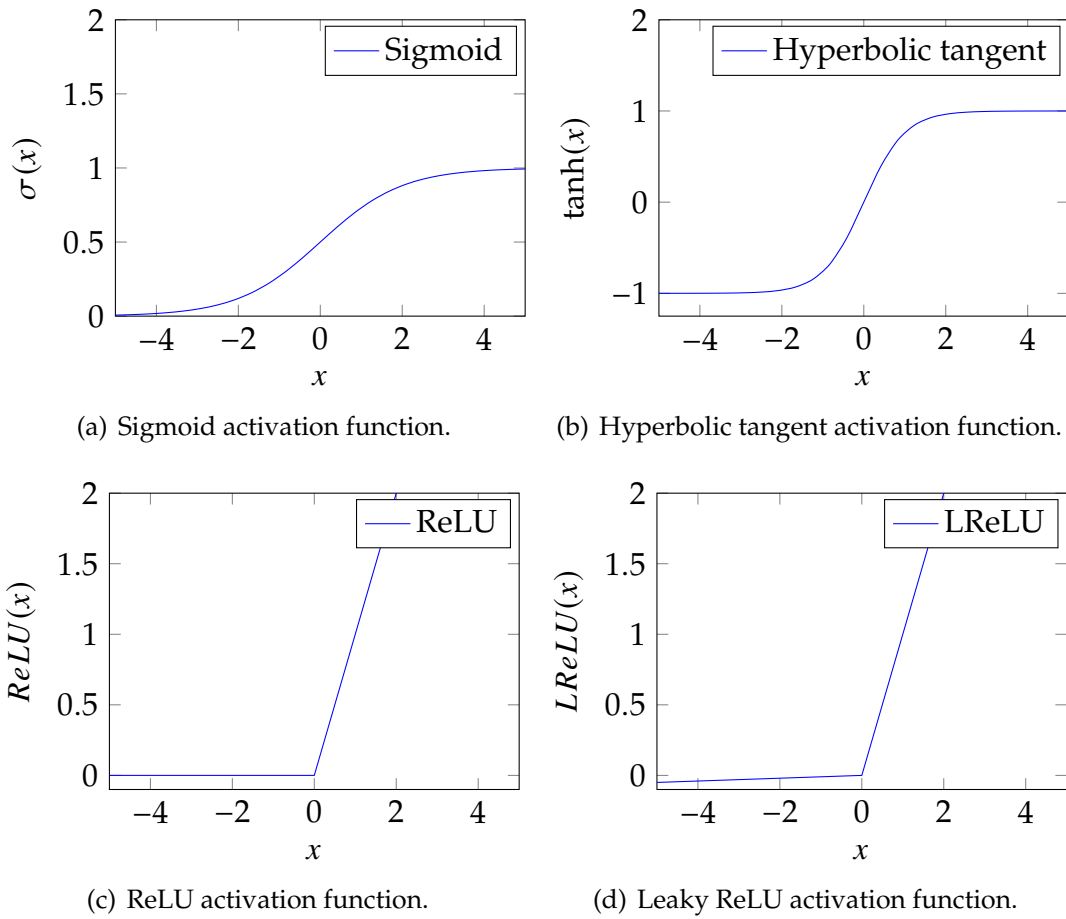 2
1.5
1
0.5
0
σ(x)
Sigmoid
−4 −2 0 2 4
x
(a) Sigmoid activation function.
2
1
0
−1
tanh(x)
Hyperbolic tangent
−4 −2 0 2 4
x
(b) Hyperbolic tangent activation function.
2
1.5
1
0.5
0
ReLU(x)
ReLU
−4 −2 0 2 4
x
(c) ReLU activation function.
2
1.5
1
0.5
0
LReLU(x)
LReLU
−4 −2 0 2 4
x
(d) Leaky ReLU activation function.